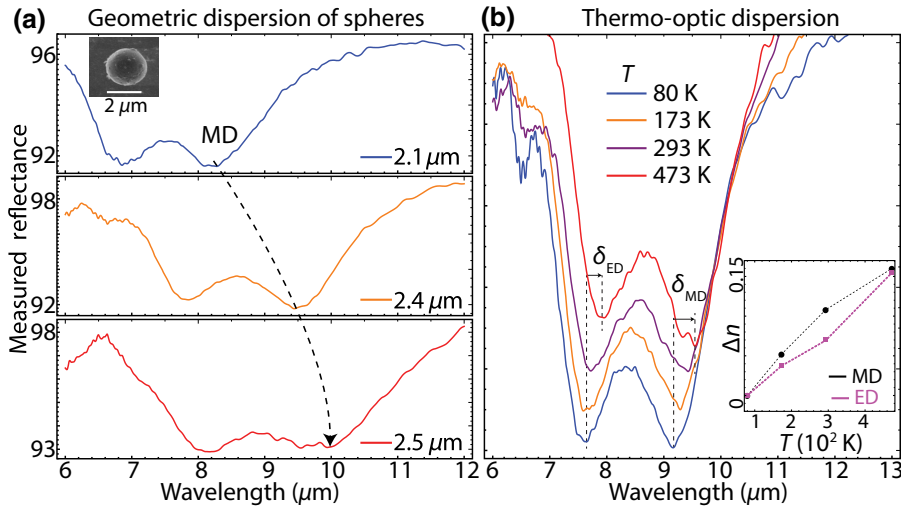 (a) Geometric dispersion of spheres
Measured reflectance
96
92
2 μm
MD
2.1 μm
98
92
2.4 μm
98
93
2.5 μm
6 7 8 9 10 11 12
Wavelength (μm)
(b) Thermo-optic dispersion
T
80 K
173 K
293 K
473 K
δED
δMD
0.15
Δn
0
MD
ED
2 4
T (10² K)
6 7 8 9 10 11 12 13
Wavelength (μm)